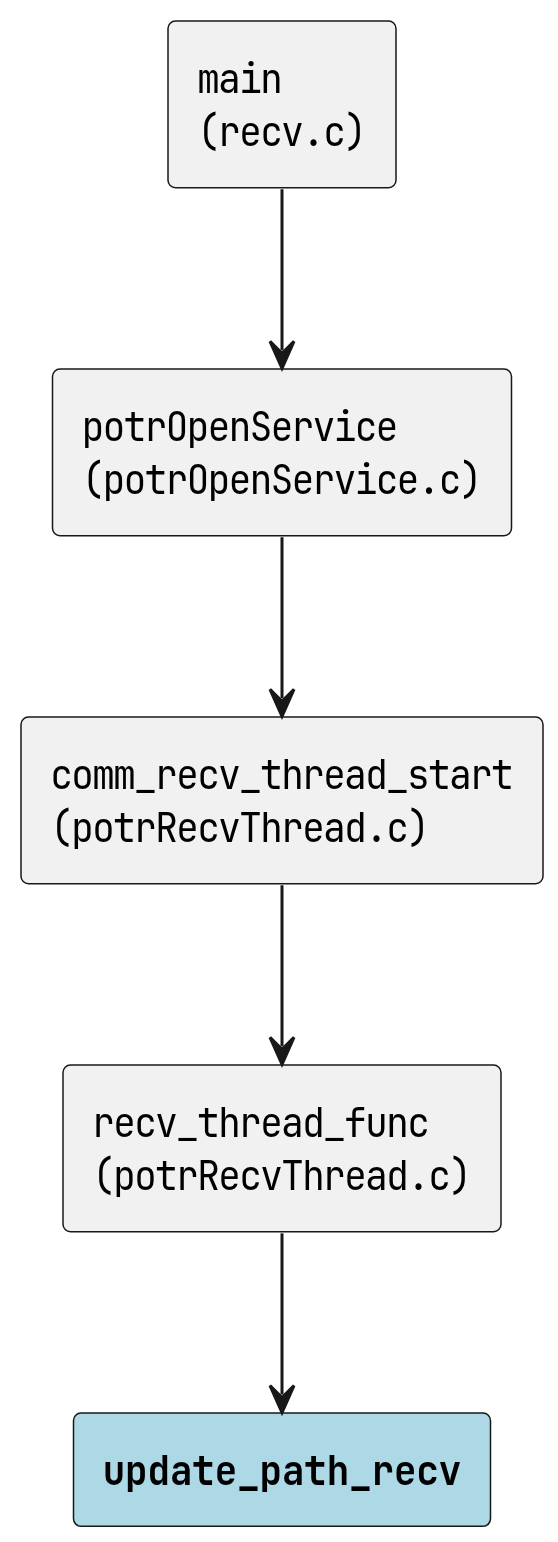 main
(recv.c)
potrOpenService
(potrOpenService.c)
comm_recv_thread_start
(potrRecvThread.c)
recv_thread_func
(potrRecvThread.c)
update_path_recv